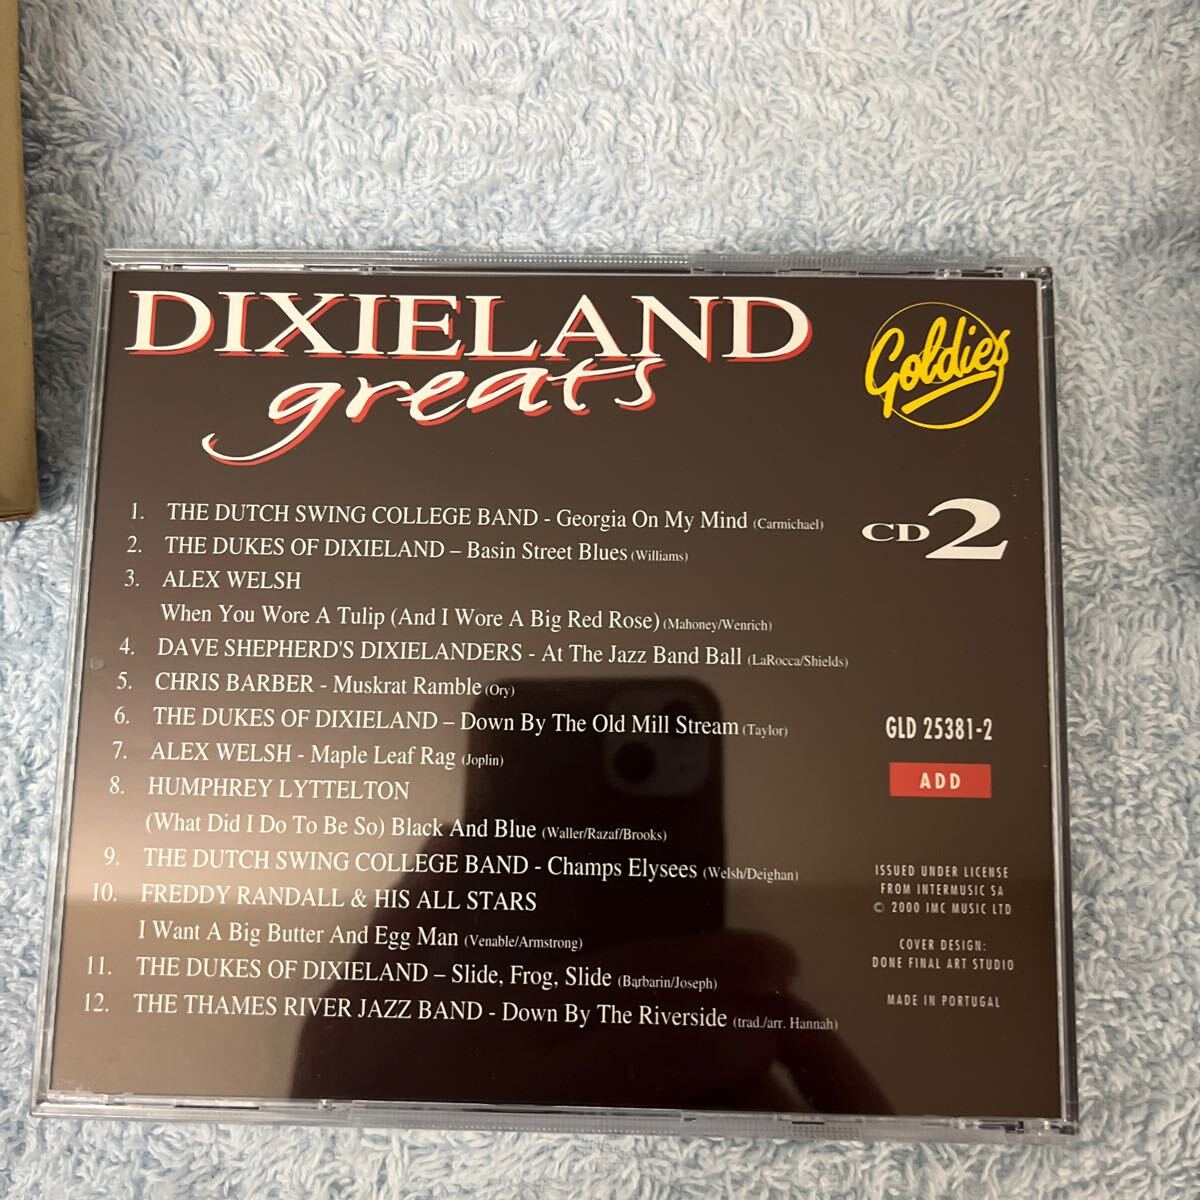 DIXIELAND
greats
Goldies
CD2
1. THE DUTCH SWING COLLEGE BAND - Georgia On My Mind (Carmichael)
2. THE DUKES OF DIXIELAND – Basin Street Blues (Williams)
3. ALEX WELSH
When You Wore A Tulip (And I Wore A Big Red Rose) (Mahoney/Wenrich)
4. DAVE SHEPHERD'S DIXIELANDERS - At The Jazz Band Ball (LaRocca/Shields)
5. CHRIS BARBER - Muskrat Ramble (Ory)
6. THE DUKES OF DIXIELAND – Down By The Old Mill Stream (Taylor)
7. ALEX WELSH - Maple Leaf Rag (Joplin)
8. HUMPHREY LYTTELTON
(What Did I Do To Be So) Black And Blue (Waller/Razaf/Brooks)
9. THE DUTCH SWING COLLEGE BAND - Champs Elysees (Welsh/Deighan)
10. FREDDY RANDALL & HIS ALL STARS
I Want A Big Butter And Egg Man (Venable/Armstrong)
11. THE DUKES OF DIXIELAND – Slide, Frog, Slide (Barbarin/Joseph)
12. THE THAMES RIVER JAZZ BAND - Down By The Riverside (trad./arr. Hannah)
GLD 25381-2
ADD
ISSUED UNDER LICENSE
FROM INTERMUSIC SA
© 2000 IMC MUSIC LTD
COVER DESIGN:
DONE FINAL ART STUDIO
MADE IN PORTUGAL